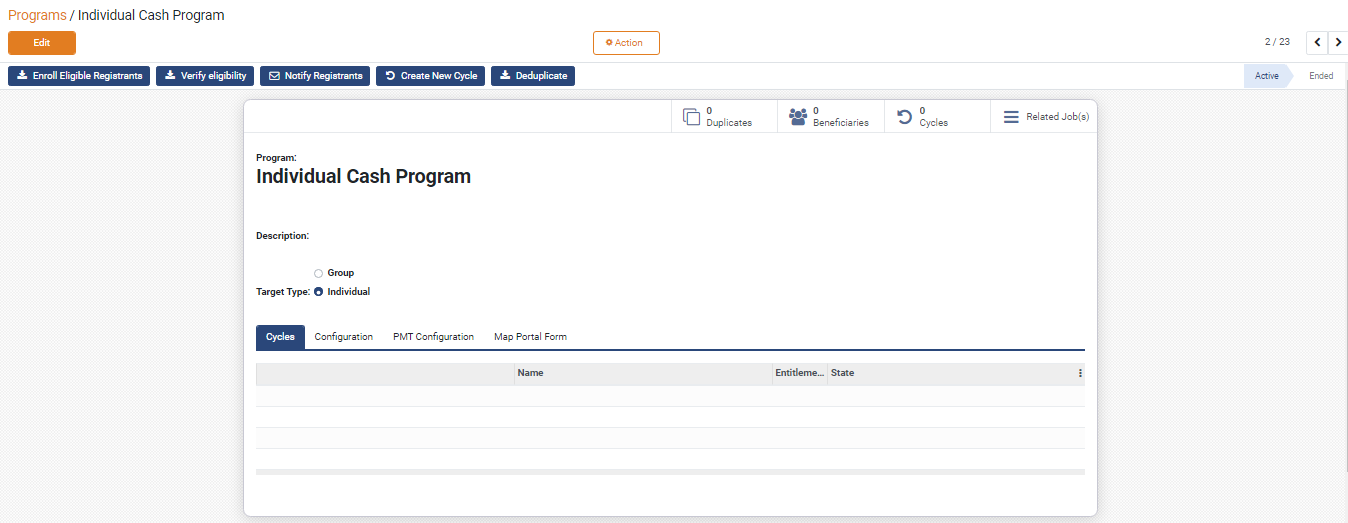 Programs / Individual Cash Program
Edit
Action
2 / 23
Enroll Eligible Registrants
Verify eligibility
Notify Registrants
Create New Cycle
Deduplicate
Active
Ended
0
Duplicates
0
Beneficiaries
0
Cycles
Related Job(s)
Program:
Individual Cash Program
Description:
Group
Target Type: Individual
Cycles
Configuration
PMT Configuration
Map Portal Form
Name
Entitleme...
State